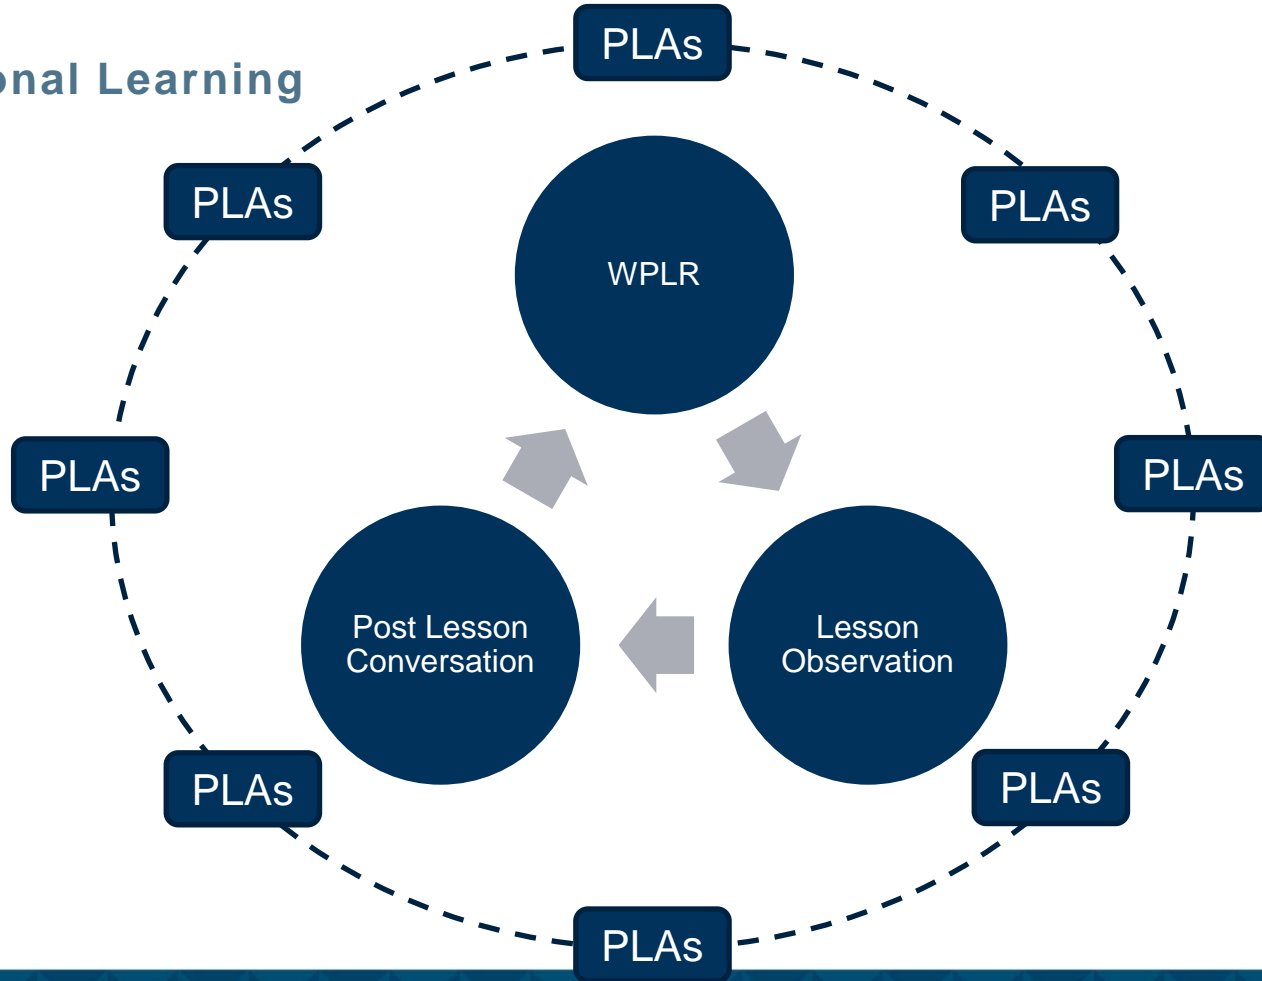 PLAs
onal Learning
PLAs
PLAs
WPLR
PLAs
PLAs
Post Lesson
Conversation
Lesson
Observation
PLAs
PLAs
PLAs